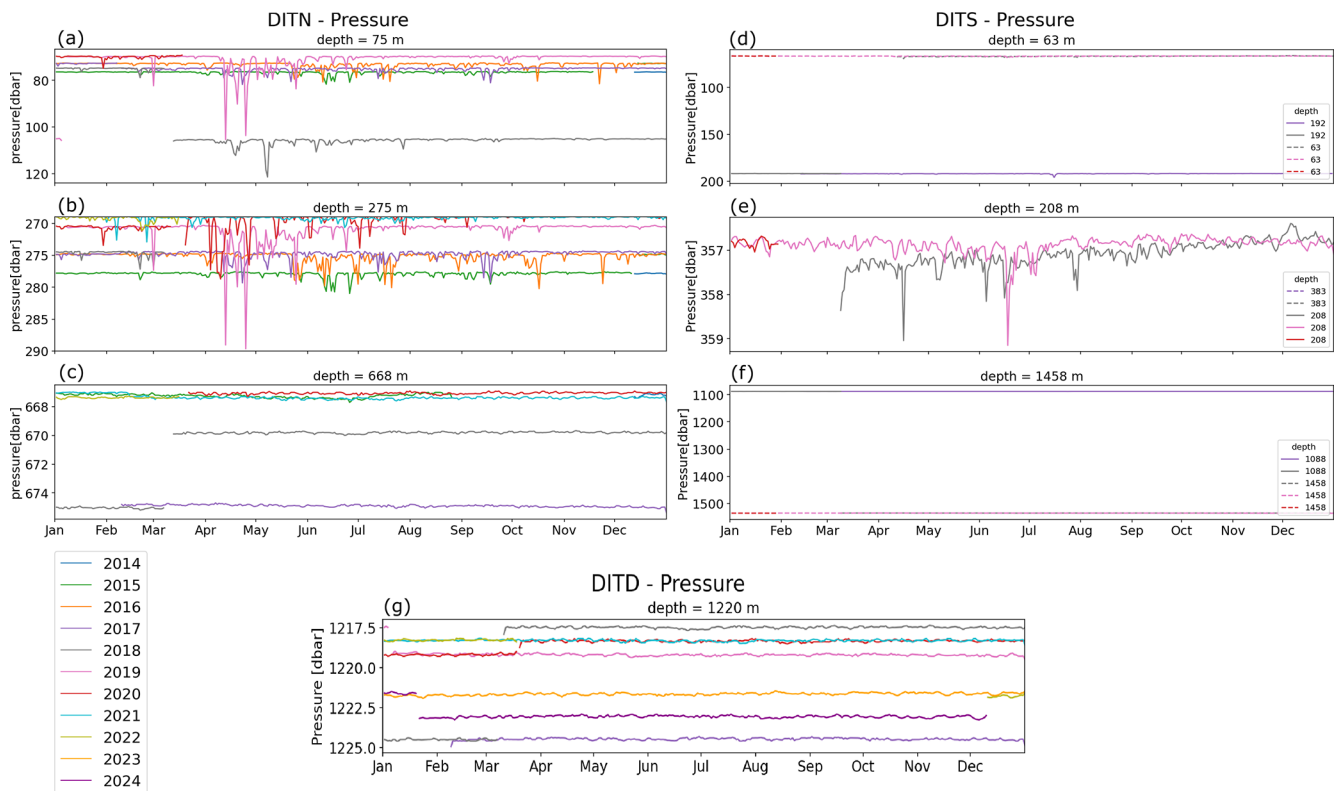 DITN - Pressure
(a)
depth = 75 m
pressure[dbar]
80
100
120
(b)
depth = 275 m
pressure[dbar]
270
275
280
285
290
(c)
depth = 668 m
pressure[dbar]
668
670
672
674
Jan Feb Mar Apr May Jun Jul Aug Sep Oct Nov Dec
DITS - Pressure
(d)
depth = 63 m
Pressure[dbar]
100
150
200
depth
192
192
63
63
63
(e)
depth = 208 m
Pressure[dbar]
357
358
359
depth
383
383
208
208
208
(f)
depth = 1458 m
Pressure[dbar]
1100
1200
1300
1400
1500
depth
1088
1088
1458
1458
1458
Jan Feb Mar Apr May Jun Jul Aug Sep Oct Nov Dec
2014
2015
2016
2017
2018
2019
2020
2021
2022
2023
2024
DITD - Pressure
(g)
depth = 1220 m
Pressure [dbar]
1217.5
1220.0
1222.5
1225.0
Jan Feb Mar Apr May Jun Jul Aug Sep Oct Nov Dec